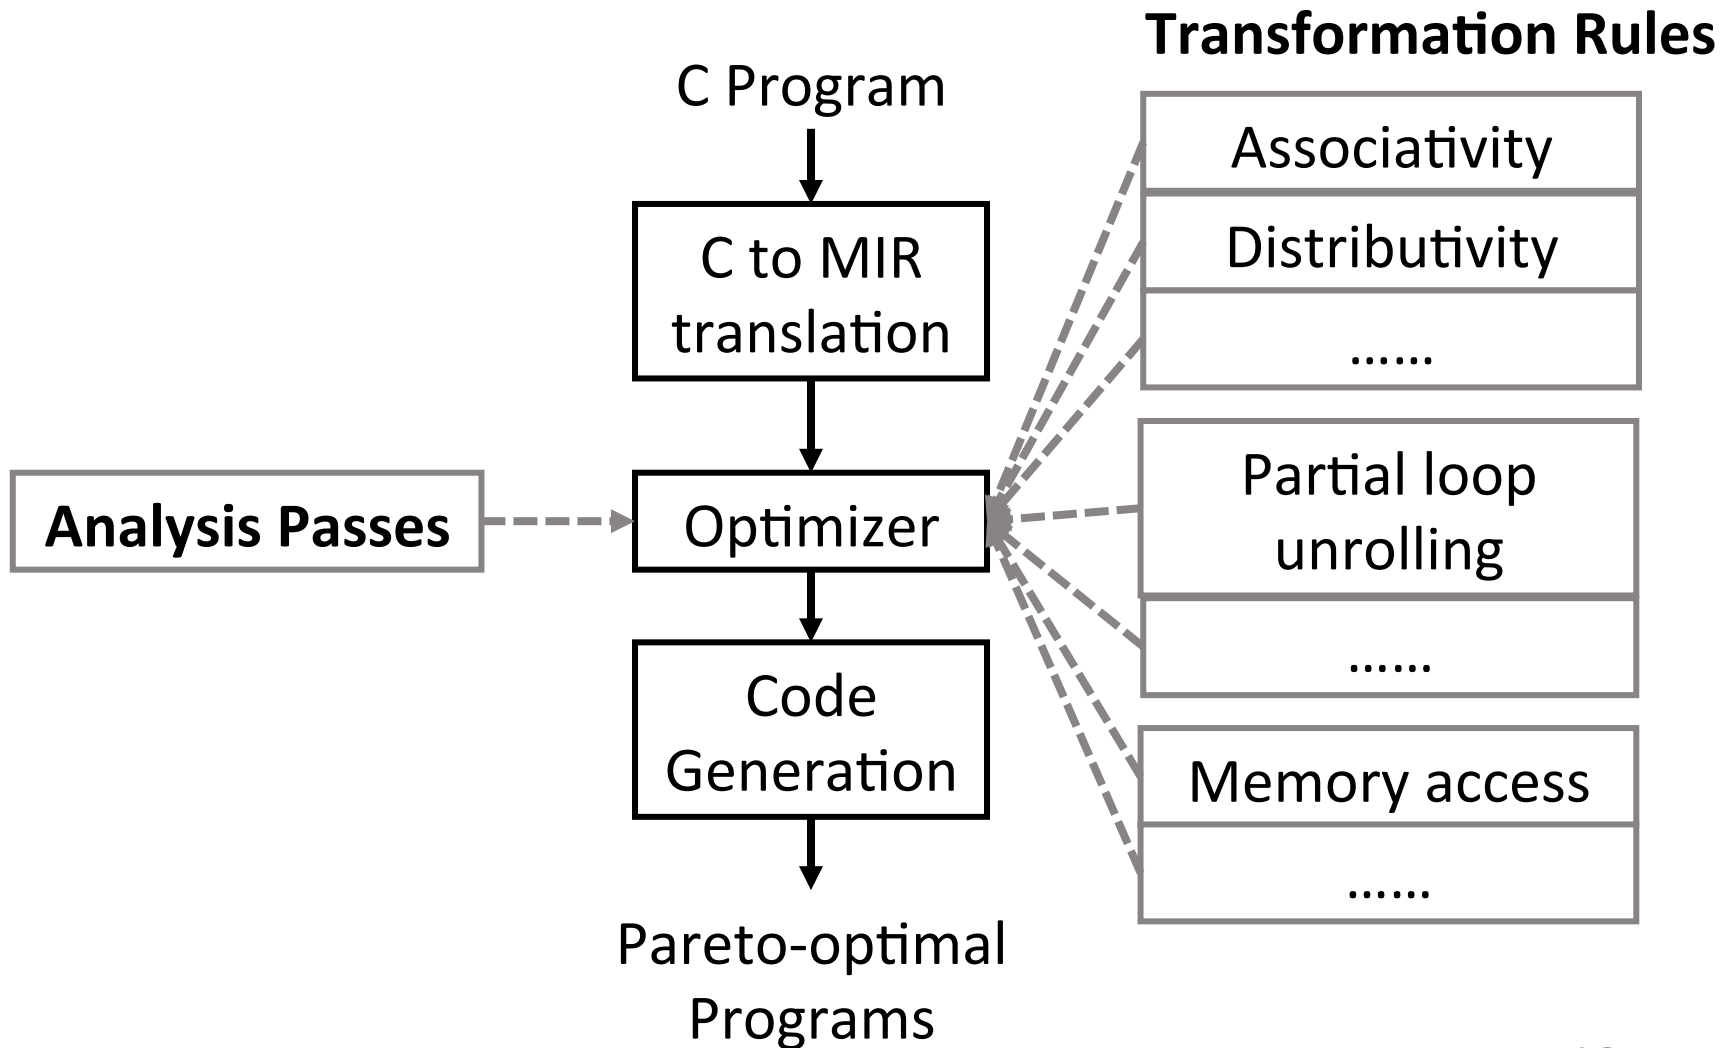 Transformation Rules
C Program
Associativity
Distributivity
……
C to MIR
translation
Partial loop
unrolling
……
Analysis Passes
Optimizer
Code
Generation
Memory access
……
Pareto-optimal
Programs